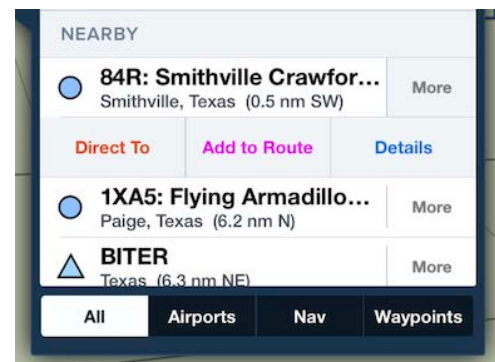 NEARBY
84R: Smithville Crawfor...
More
Smithville, Texas (0.5 nm SW)
Direct To
Add to Route
Details
1XA5: Flying Armadillo...
More
Paige, Texas (6.2 nm N)
BITER
More
Texas (6.3 nm NE)
All
Airports
Nav
Waypoints